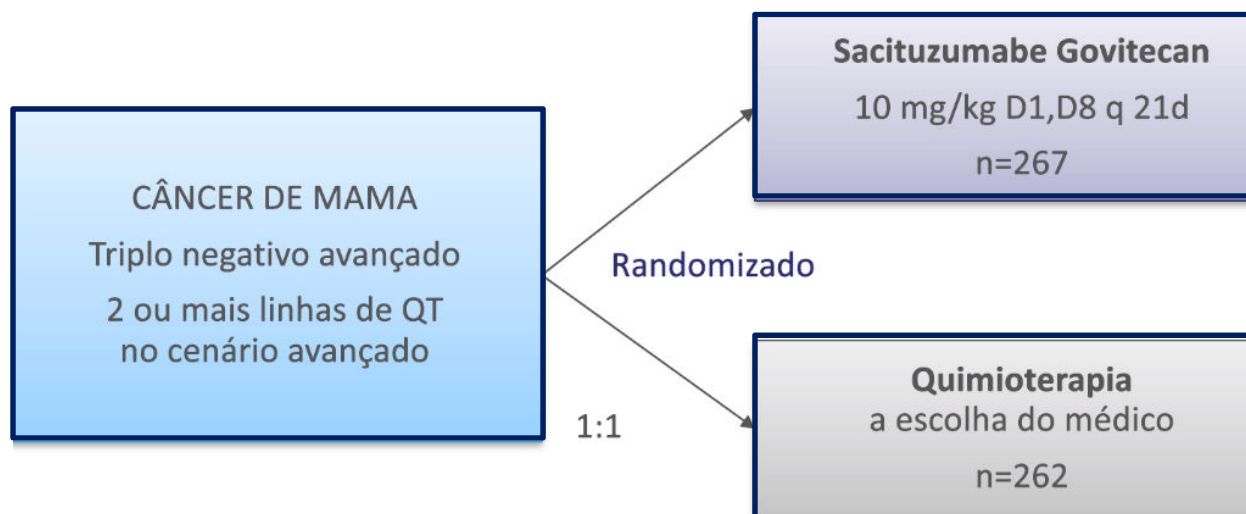 CÂNCER DE MAMA
Triplo negativo avançado
2 ou mais linhas de QT
no cenário avançado
Randomizado
1:1
Sacituzumabe Govitecan
10 mg/kg D1,D8 q 21d
n=267
Quimioterapia
a escolha do médico
n=262